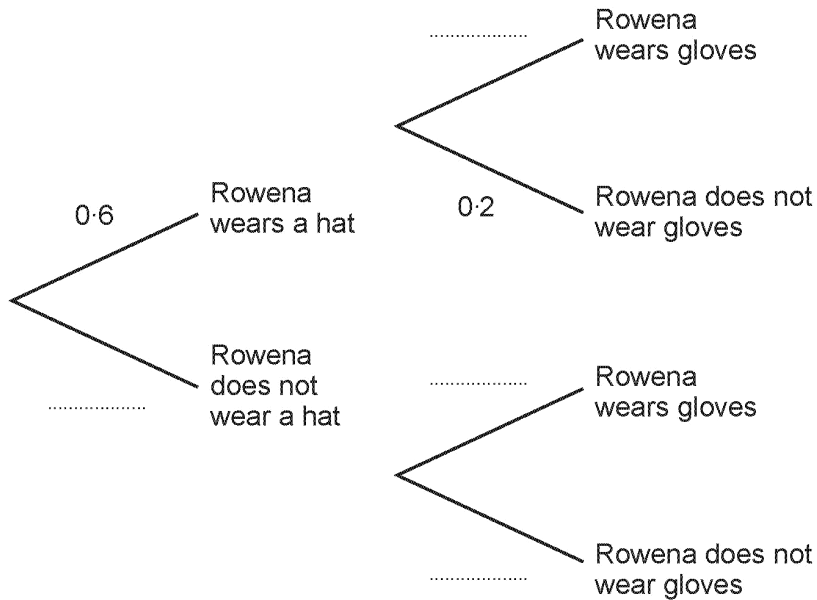 Rowena
wears gloves
Rowena
wears a hat
0·6
0·2
Rowena does not
wear gloves
Rowena
does not
wear a hat
Rowena
wears gloves
Rowena does not
wear gloves